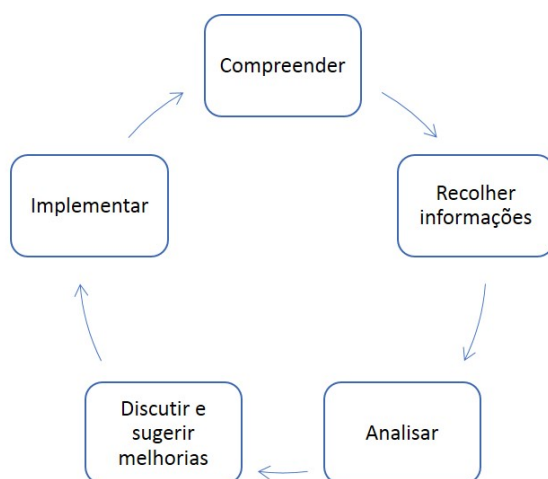 Compreender
Recolher
informações
Analisar
Discutir e
sugerir
melhorias
Implementar